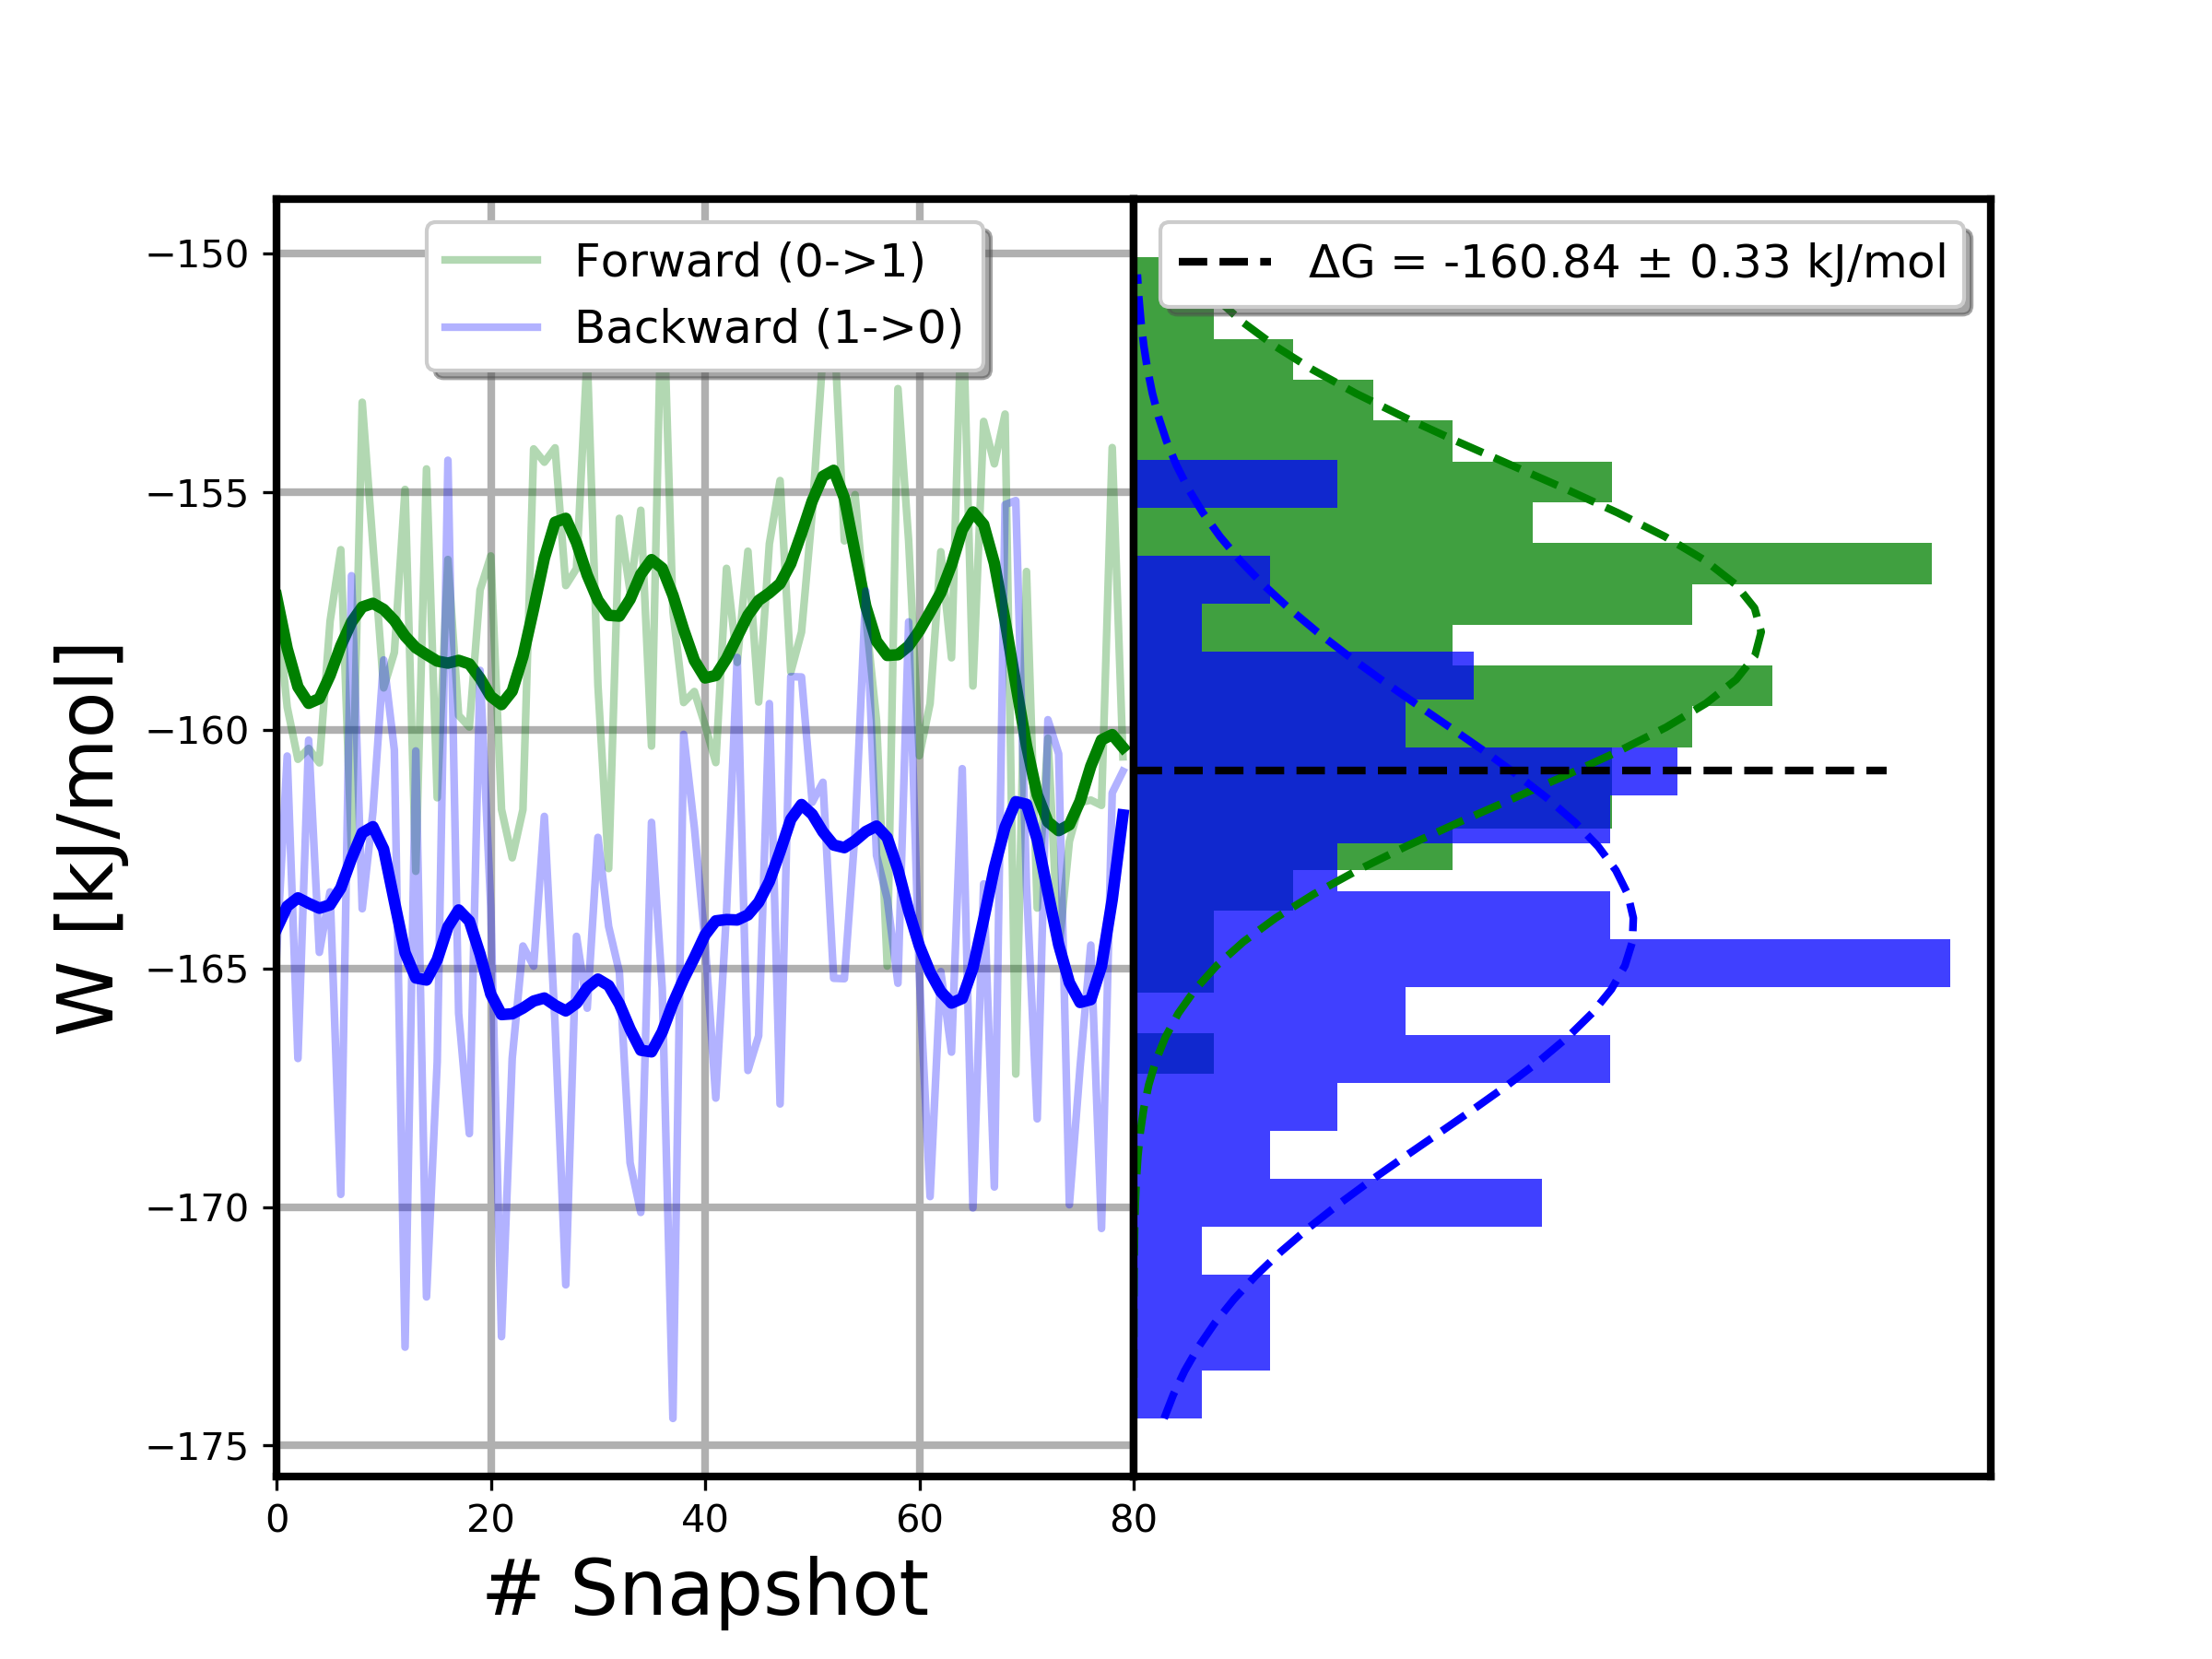 Forward (0->1)
Backward (1->0)
ΔG = -160.84 ± 0.33 kJ/mol
W [kJ/mol]
−150
−155
−160
−165
−170
−175
0 20 40 60 80
# Snapshot